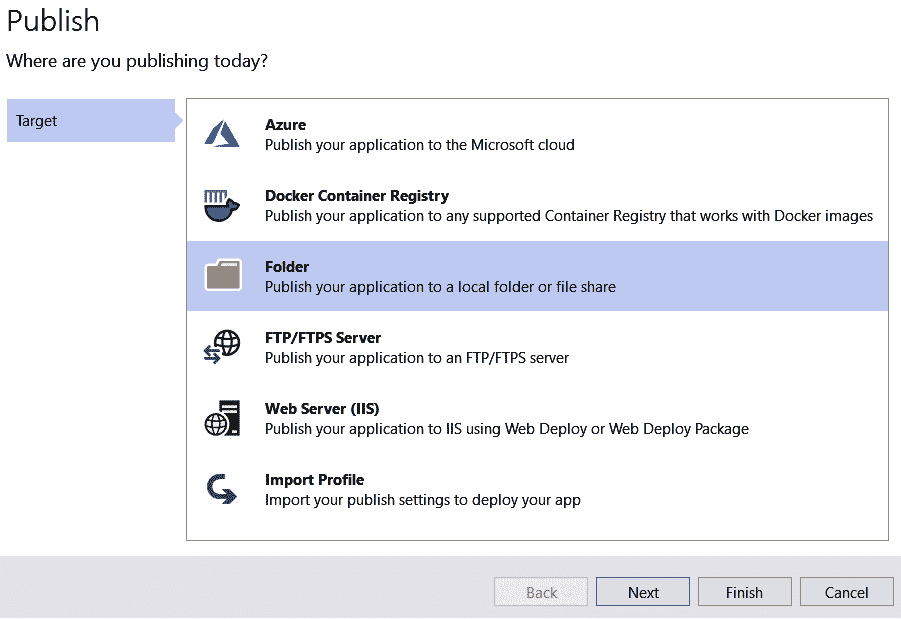 Publish
Where are you publishing today?
Target
Azure
Publish your application to the Microsoft cloud
Docker Container Registry
Publish your application to any supported Container Registry that works with Docker images
Folder
Publish your application to a local folder or file share
FTP/FTPS Server
Publish your application to an FTP/FTPS server
Web Server (IIS)
Publish your application to IIS using Web Deploy or Web Deploy Package
Import Profile
Import your publish settings to deploy your app
Back
Next
Finish
Cancel